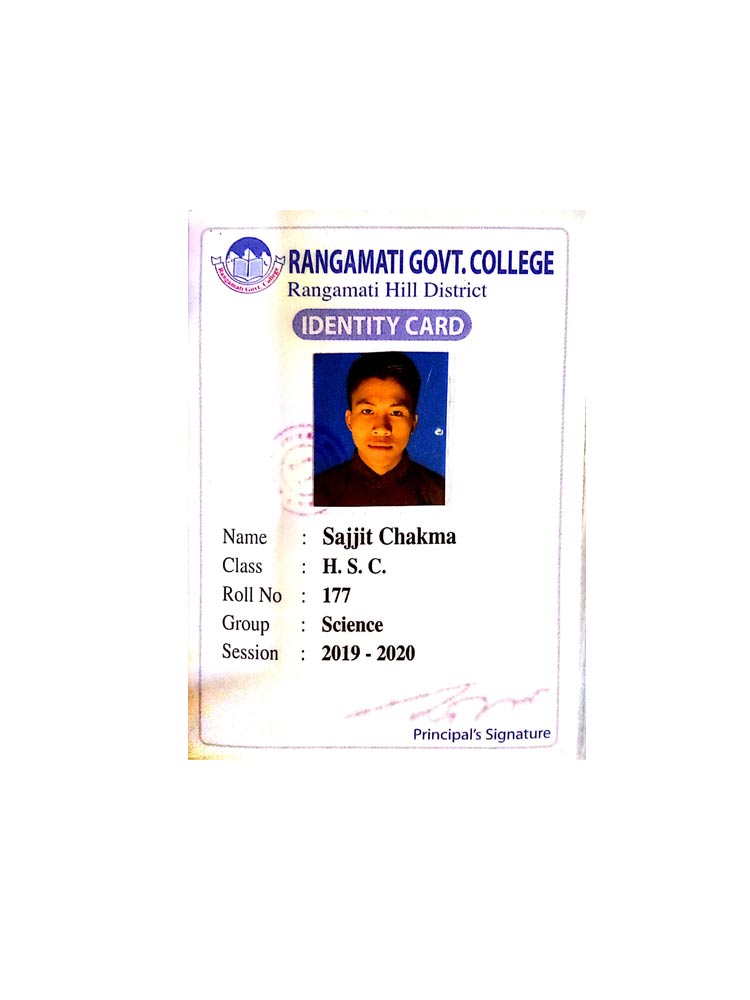 RANGAMATI GOVT. COLLEGE
Rangamati Govt. College
Rangamati Hill District
IDENTITY CARD
Name : Sajjit Chakma
Class : H. S. C.
Roll No : 177
Group : Science
Session : 2019 - 2020
Principal's Signature